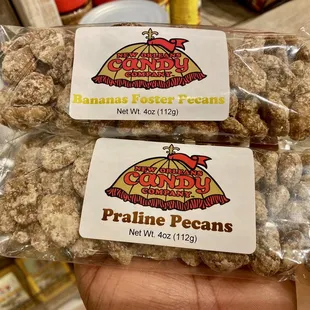 NEW ORLEANS
CANDY
COMPANY
Bananas Foster Pecans
Net Wt. 4oz (112g)
NEW ORLEANS
CANDY
COMPANY
Praline Pecans
Net Wt. 4oz (112g)